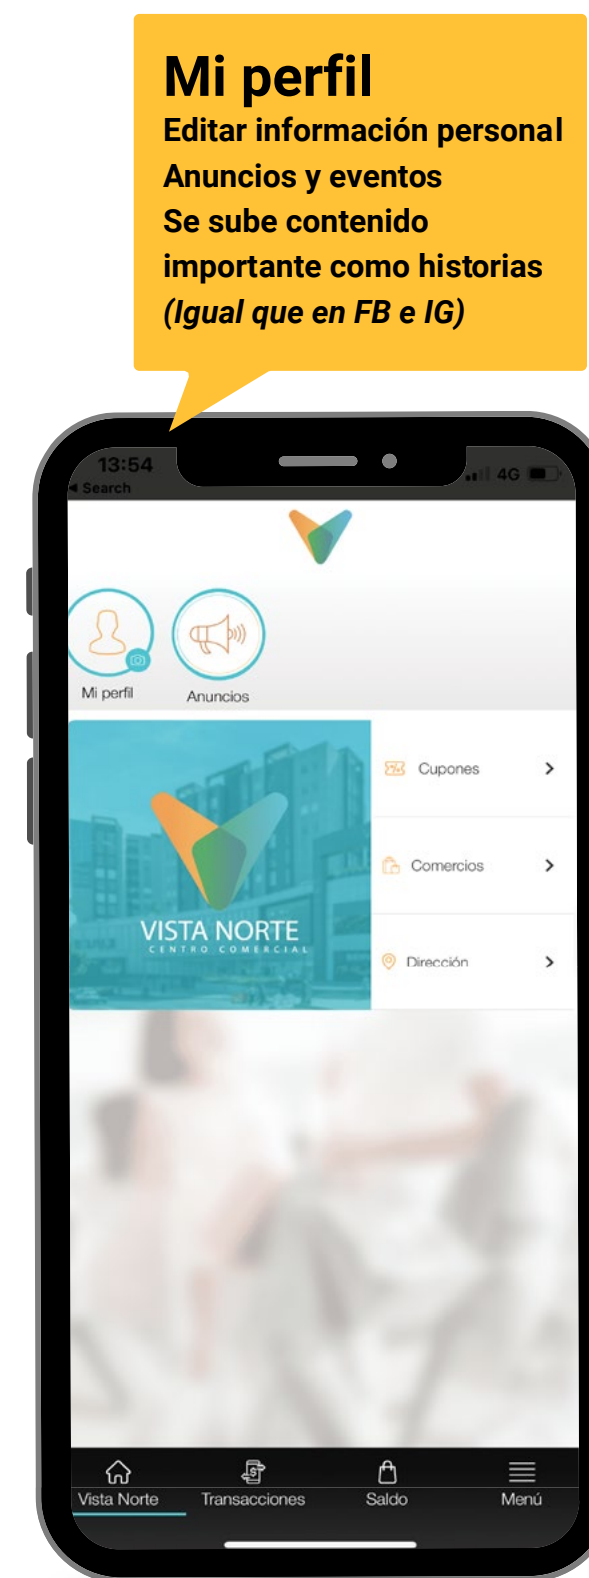 Mi perfil
Editar información personal
Anuncios y eventos
Se sube contenido
importante como historias
(Igual que en FB e IG)
13:54
4G
◀ Search
Mi perfil
Anuncios
Cupones
Comercios
Dirección
VISTA NORTE
CENTRO COMERCIAL
Vista Norte
Transacciones
Saldo
Menú